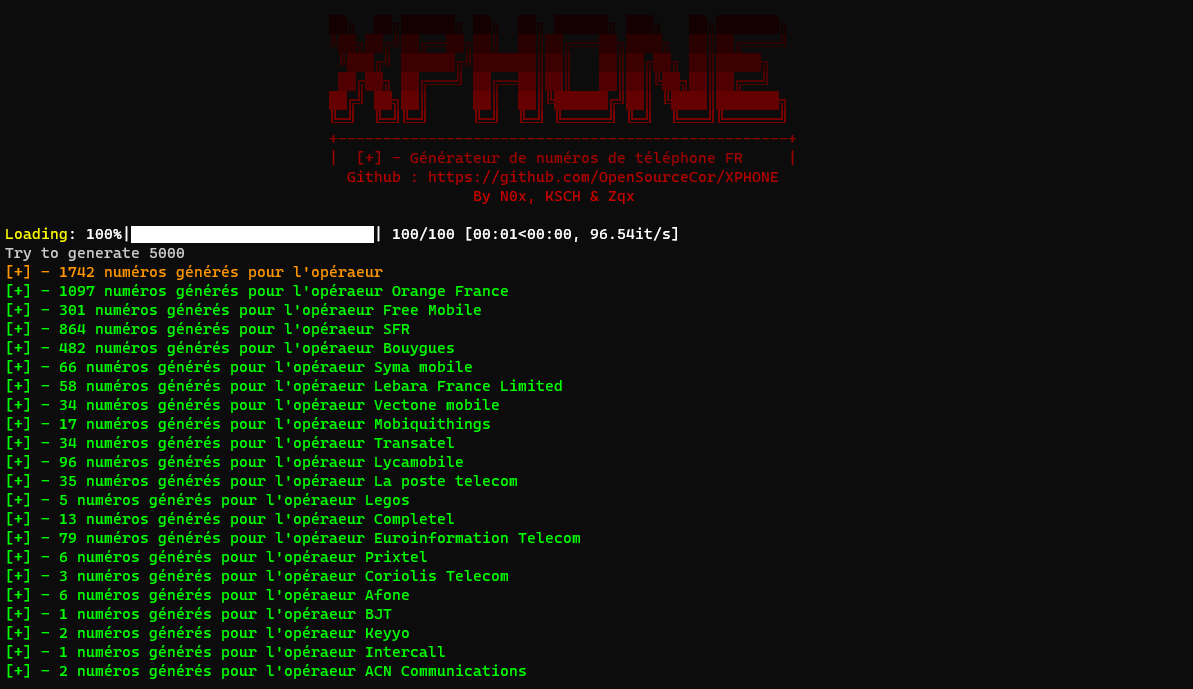 XPHONE
[+] - Générateur de numéros de téléphone FR
Github : https://github.com/OpenSourceCor/XPHONE
By N0x, KSCH & Zqx
Loading: 100%| | 100/100 [00:01<00:00, 96.54it/s]
Try to generate 5000
[+] - 1742 numéros générés pour l'opéraeur
[+] - 1097 numéros générés pour l'opéraeur Orange France
[+] - 301 numéros générés pour l'opéraeur Free Mobile
[+] - 864 numéros générés pour l'opéraeur SFR
[+] - 482 numéros générés pour l'opéraeur Bouygues
[+] - 66 numéros générés pour l'opéraeur Syma mobile
[+] - 58 numéros générés pour l'opéraeur Lebara France Limited
[+] - 34 numéros générés pour l'opéraeur Vectone mobile
[+] - 17 numéros générés pour l'opéraeur Mobiquithings
[+] - 34 numéros générés pour l'opéraeur Transatel
[+] - 96 numéros générés pour l'opéraeur Lycamobile
[+] - 35 numéros générés pour l'opéraeur La poste telecom
[+] - 5 numéros générés pour l'opéraeur Legos
[+] - 13 numéros générés pour l'opéraeur Completel
[+] - 79 numéros générés pour l'opéraeur Euroinformation Telecom
[+] - 6 numéros générés pour l'opéraeur Prixtel
[+] - 3 numéros générés pour l'opéraeur Coriolis Telecom
[+] - 6 numéros générés pour l'opéraeur Afone
[+] - 1 numéros générés pour l'opéraeur BJT
[+] - 2 numéros générés pour l'opéraeur Keyyo
[+] - 1 numéros générés pour l'opéraeur Intercall
[+] - 2 numéros générés pour l'opéraeur ACN Communications